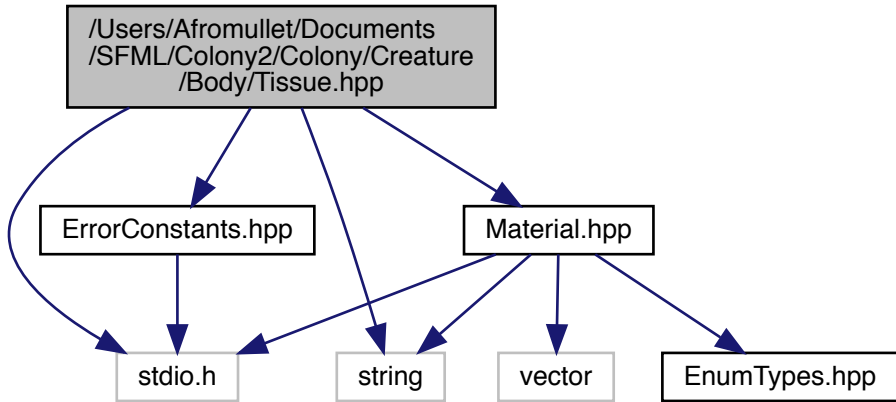 /Users/Afromullet/Documents
/SFML/Colony2/Colony/Creature
/Body/Tissue.hpp
ErrorConstants.hpp
Material.hpp
stdio.h
string
vector
EnumTypes.hpp